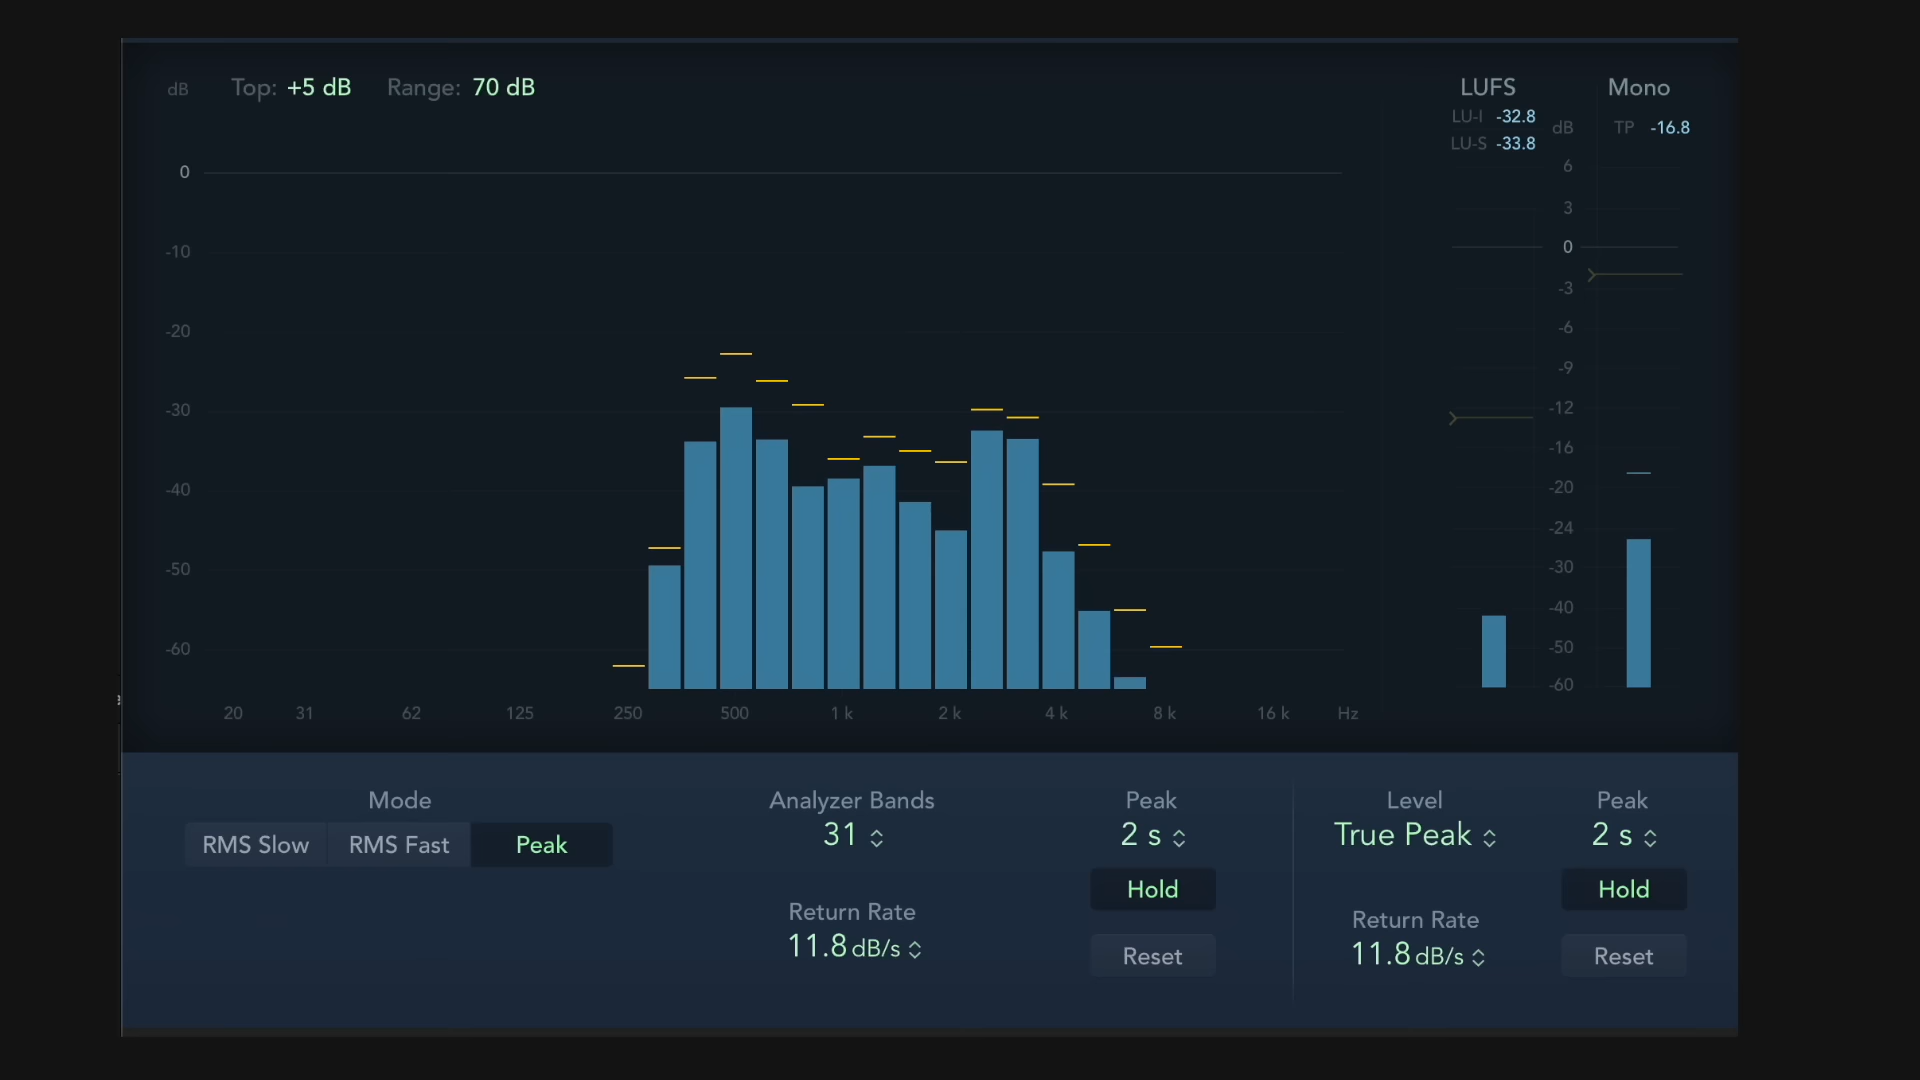 dB Top: +5 dB Range: 70 dB
LUFS Mono
LU-I -32.8
LU-S -33.8
dB TP -16.8
0
-10
-20
-30
-40
-50
-60
6
3
0
-3
-6
-9
-12
-16
-20
-24
-30
-40
-50
-60
20 31 62 125 250 500 1 k 2 k 4 k 8 k 16 k Hz
Mode
RMS Slow RMS Fast Peak
Analyzer Bands
31
Return Rate
11.8 dB/s
Peak
2 s
Hold
Reset
Level
True Peak
Return Rate
11.8 dB/s
Peak
2 s
Hold
Reset